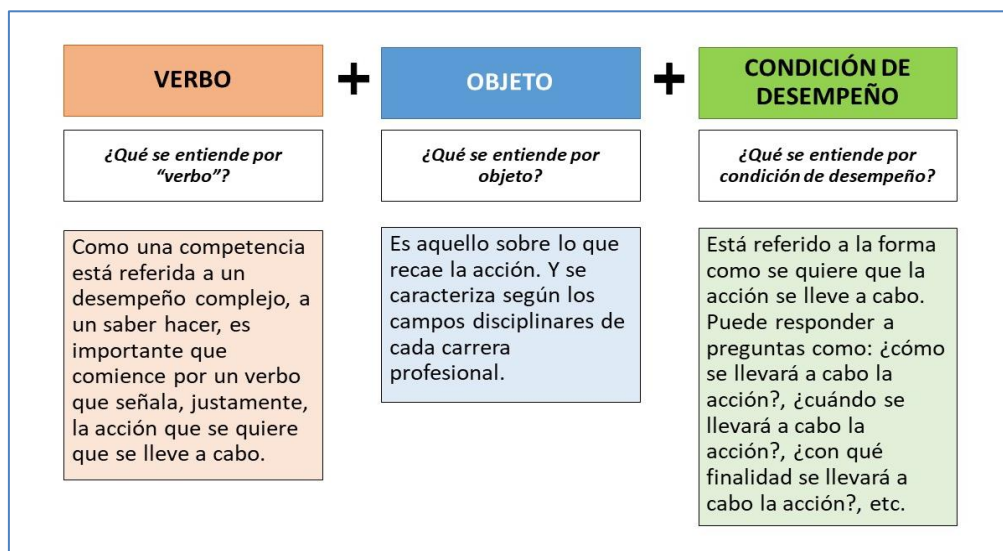 VERBO
+
OBJETO
+
CONDICIÓN DE
DESEMPEÑO
¿Qué se entiende por
“verbo”?
¿Qué se entiende por
objeto?
¿Qué se entiende por
condición de desempeño?
Como una competencia
está referida a un
desempeño complejo, a
un saber hacer, es
importante que
comience por un verbo
que señala, justamente,
la acción que se quiere
que se lleve a cabo.
Es aquello sobre lo que
recae la acción. Y se
caracteriza según los
campos disciplinares de
cada carrera
profesional.
Está referido a la forma
como se quiere que la
acción se lleve a cabo.
Puede responder a
preguntas como: ¿cómo
se llevará a cabo la
acción?, ¿cuándo se
llevará a cabo la
acción?, ¿con qué
finalidad se llevará a
cabo la acción?, etc.